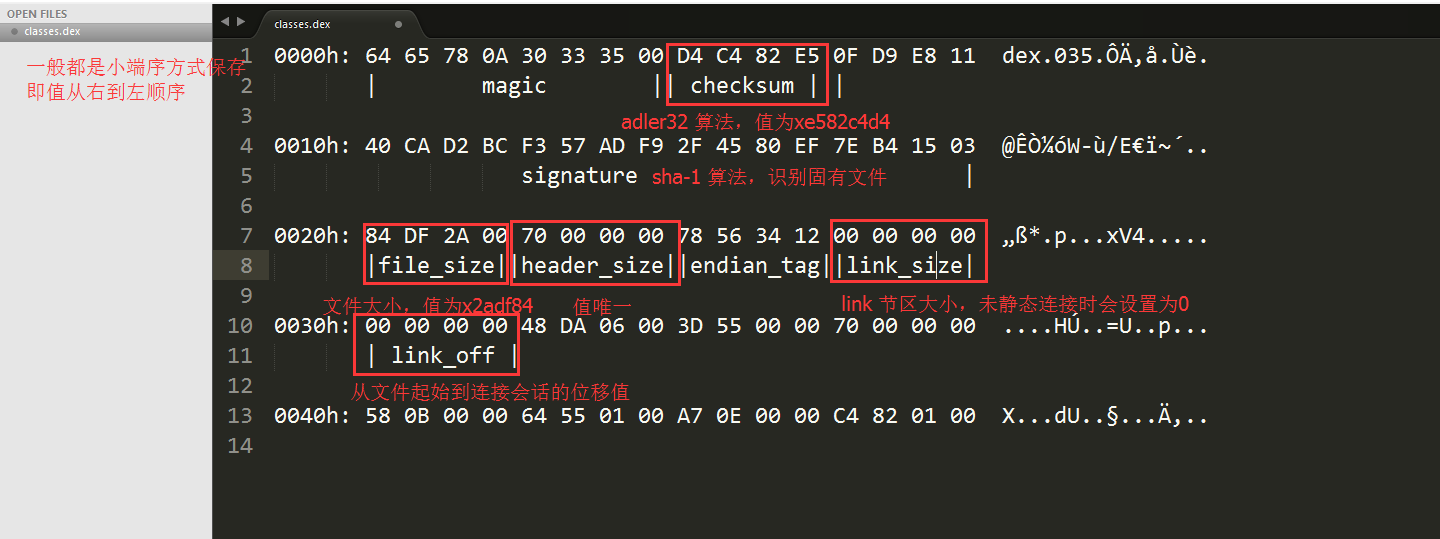 OPEN FILES
classes.dex
classes.dex
一般都是小端序方式保存
即值从右到左顺序
1 0000h: 64 65 78 0A 30 33 35 00 D4 C4 82 E5 0F D9 E8 11 dex.035.ÔÄ‚å.Ùè.
2 | magic || checksum | |
3 adler32 算法，值为xe582c4d4
4 0010h: 40 CA D2 BC F3 57 AD F9 2F 45 80 EF 7E B4 15 03 @ÊÒ¼óW-ù/E€ï~´..
5 signature sha-1 算法，识别固有文件 |
6
7 0020h: 84 DF 2A 00 70 00 00 00 78 56 34 12 00 00 00 00 „ß*.p...xV4.....
8 |file_size||header_size||endian_tag||link_size|
9 文件大小，值为x2adf84 值唯一 link 节区大小，未静态连接时会设置为0
10 0030h: 00 00 00 00 48 DA 06 00 3D 55 00 00 70 00 00 00 ....HÚ..=U..p...
11 | link_off |
12 从文件起始到连接会话的位移值
13 0040h: 58 0B 00 00 64 55 01 00 A7 0E 00 00 C4 82 01 00 X...dU..§...Ä‚..
14